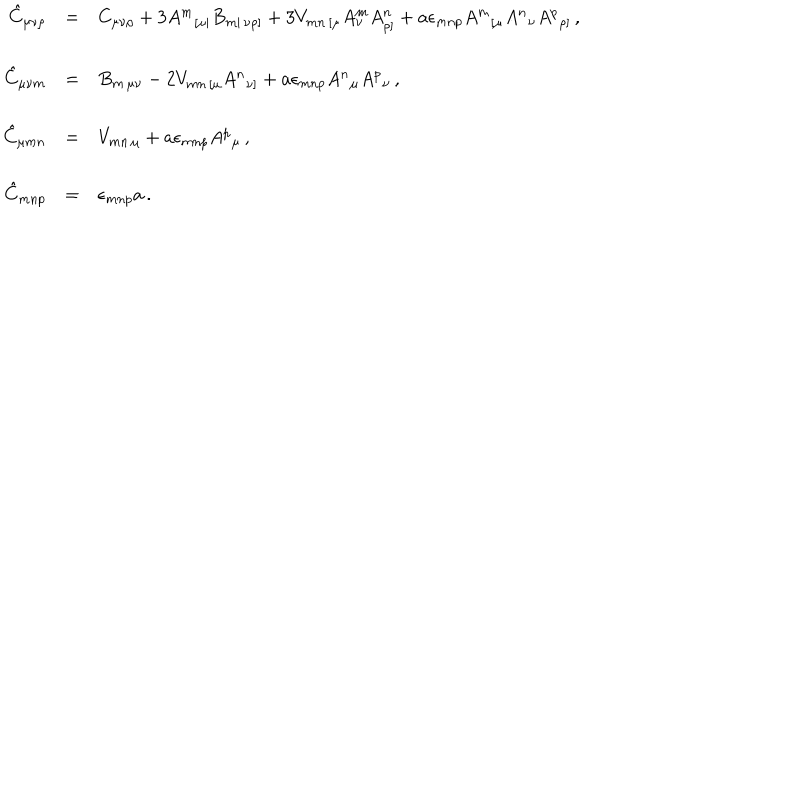 \hat{C}_{\mu\nu\rho} = C_{\mu\nu\rho} + 3A^{m}{}_{[\mu|}B_{m|\,\nu\rho]} + 3V_{mn\,[\mu}A^{m}_{\nu}A^{n}_{\rho]} + a\epsilon_{mnp}A^{m}{}_{[\mu}A^{n}{}_{\nu}A^{p}{}_{\rho]}\,,
\hat{C}_{\mu\nu m} = B_{m\,\mu\nu} - 2V_{mn\,[\mu}A^{n}{}_{\nu]} + a\epsilon_{mnp}A^{n}{}_{\mu}A^{p}{}_{\nu}\,,
\hat{C}_{\mu mn} = V_{mn\,\mu} + a\epsilon_{mnp}A^{p}{}_{\mu}\,,
\hat{C}_{mnp} = \epsilon_{mnp}a\,.